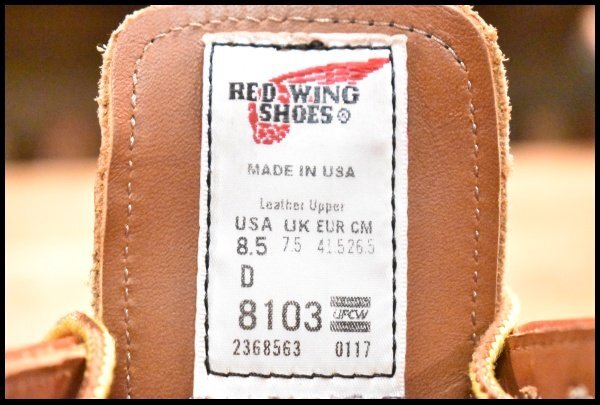 RED WING
SHOES®
MADE IN USA
Leather Upper
USA UK EUR CM
8.5 7.5 41.5 26.5
D
8103 UFCW
2368563 0117